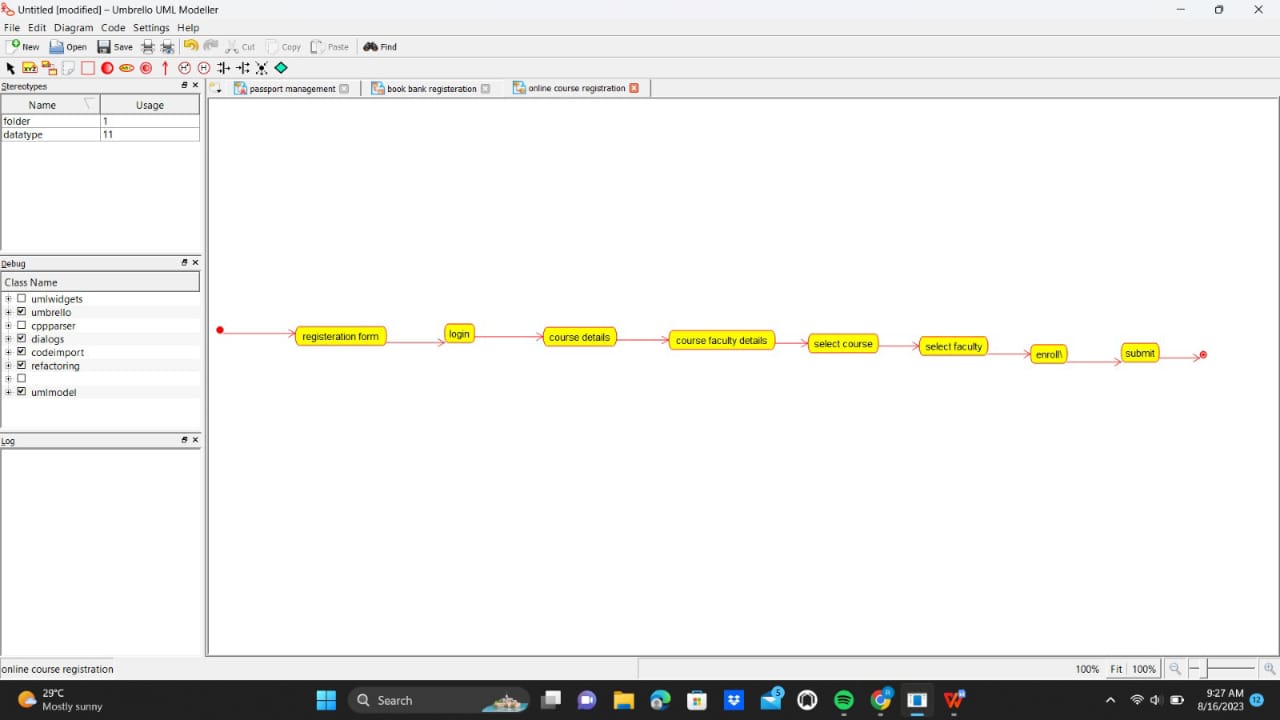 Untitled [modified] – Umbrello UML Modeller
File Edit Diagram Code Settings Help
New Open Save Cut Copy Paste Find
Stereotypes
passport management book bank registeration online course registration
Name Usage
folder 1
datatype 11
Debug
Class Name
umlwidgets
umbrello
cppparser
dialogs
codeimport
refactoring
umlmodel
registeration form login course details course faculty details select course select faculty enroll\ submit
Log
online course registration 100% Fit 100%
29°C
Mostly sunny
Search
5
9:27 AM
8/16/2023
12